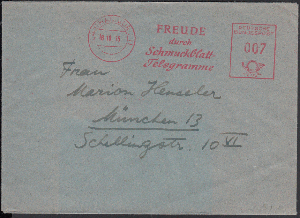 FREUDE
durch
Schmuckblatt-
Telegramme
007
Frau
Marion Henseler
München 13
Schellingstr. 10 VI